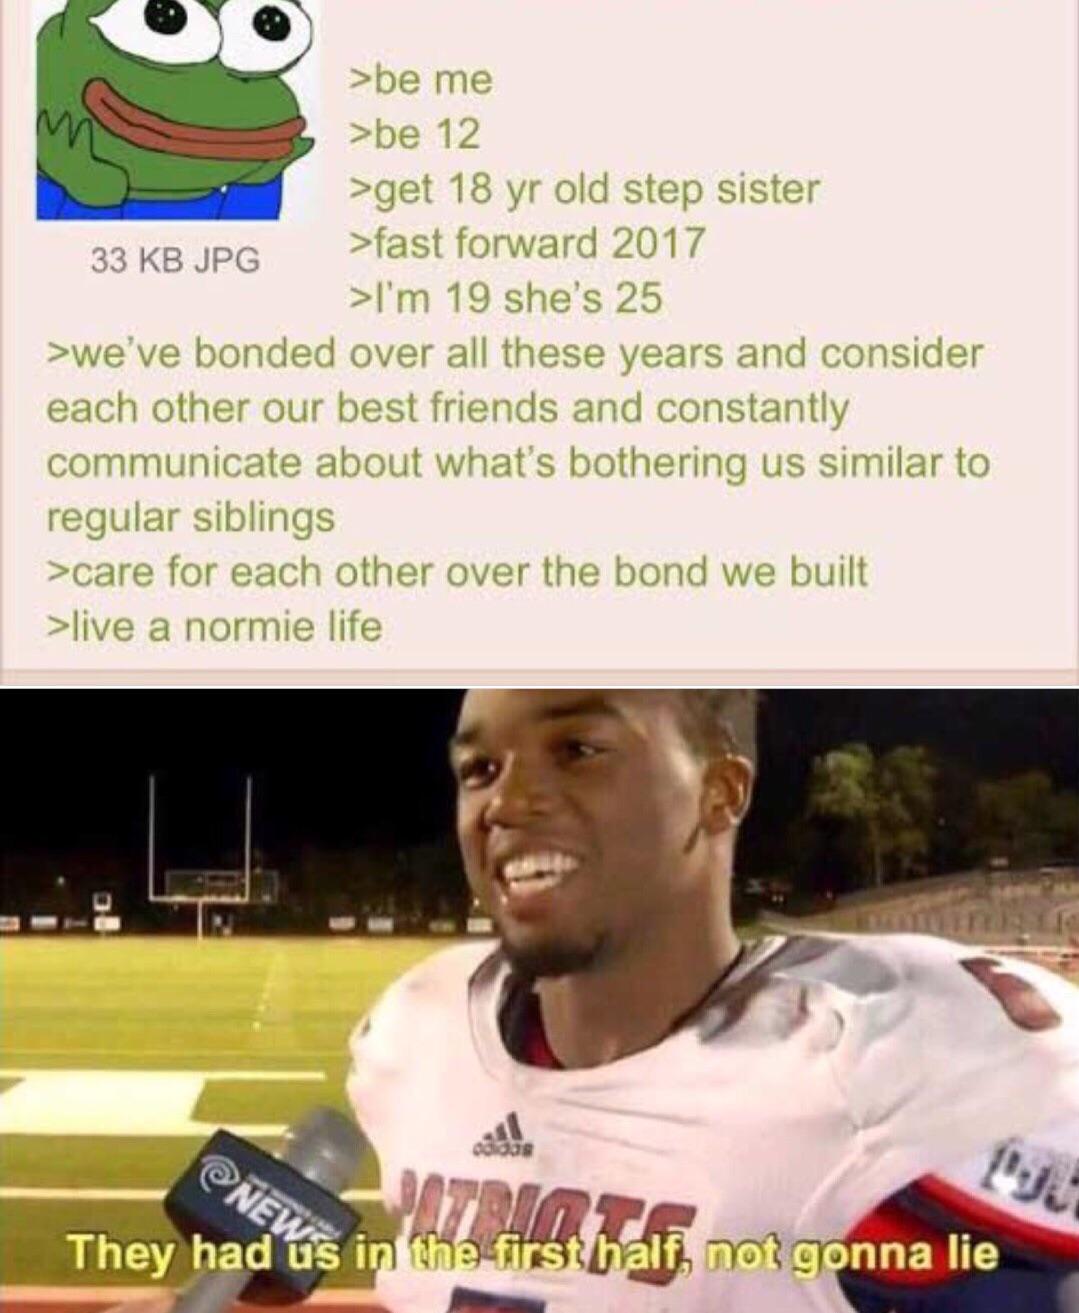 >be me
>be 12
>get 18 yr old step sister
>fast forward 2017
33 KB JPG
>I'm 19 she's 25
>we've bonded over all these years and consider
each other our best friends and constantly
communicate about what's bothering us similar to
regular siblings
>care for each other over the bond we built
>live a normie life
adidas
NEWS
PATRIOTS
They had us in the first half, not gonna lie